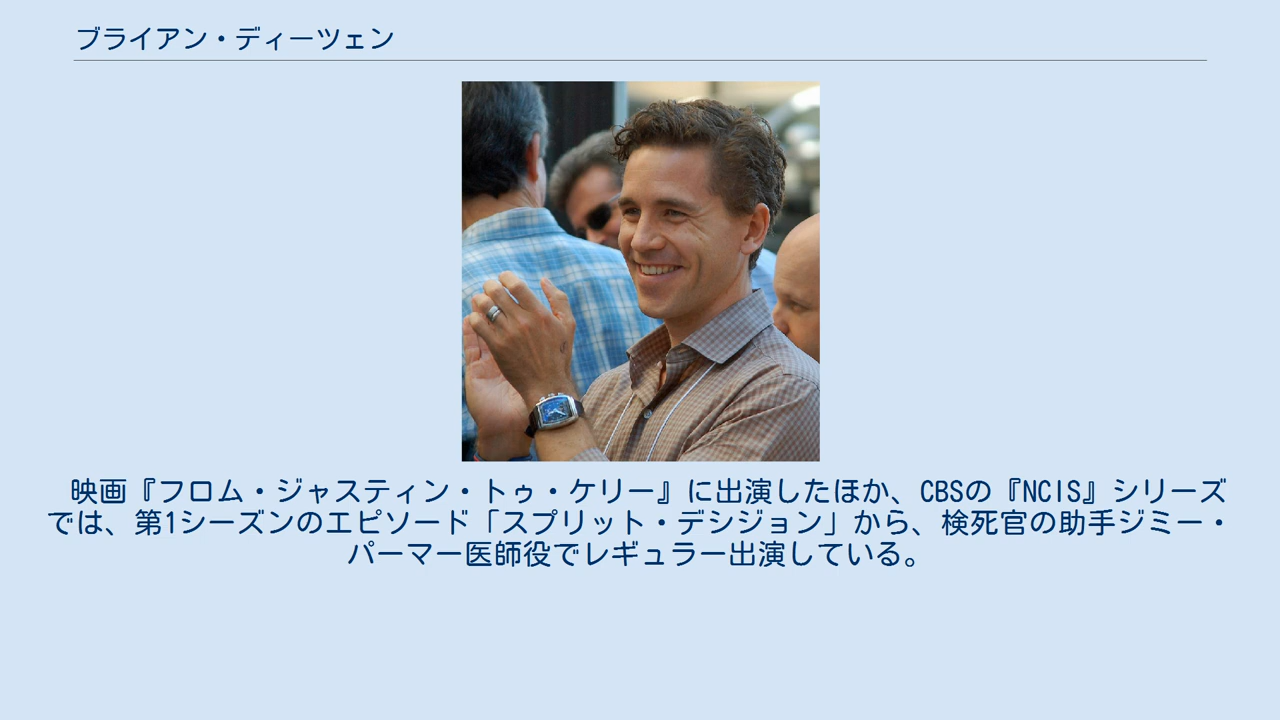 ブライアン・ディーツェン
映画『フロム・ジャスティン・トゥ・ケリー』に出演したほか、CBSの『NCIS』シリーズ
では、第1シーズンのエピソード「スプリット・デシジョン」から、検死官の助手ジミー・
パーマー医師役でレギュラー出演している。